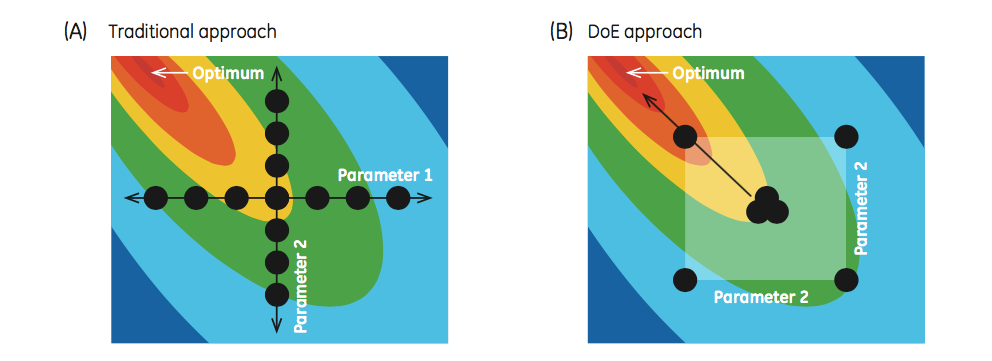 (A) Traditional approach
Optimum
Parameter 1
Parameter 2
(B) DoE approach
Optimum
Parameter 2
Parameter 2